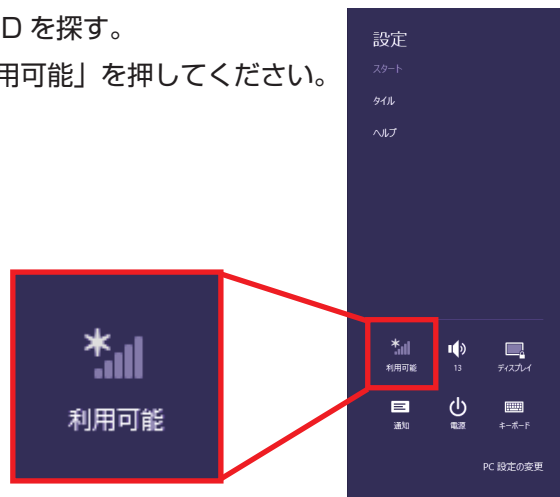 D を探す。
用可能」を押してください。
設定
スタート
タイル
ヘルプ
利用可能
利用可能
13
ディスプレイ
通知
電源
キーボード
PC 設定の変更